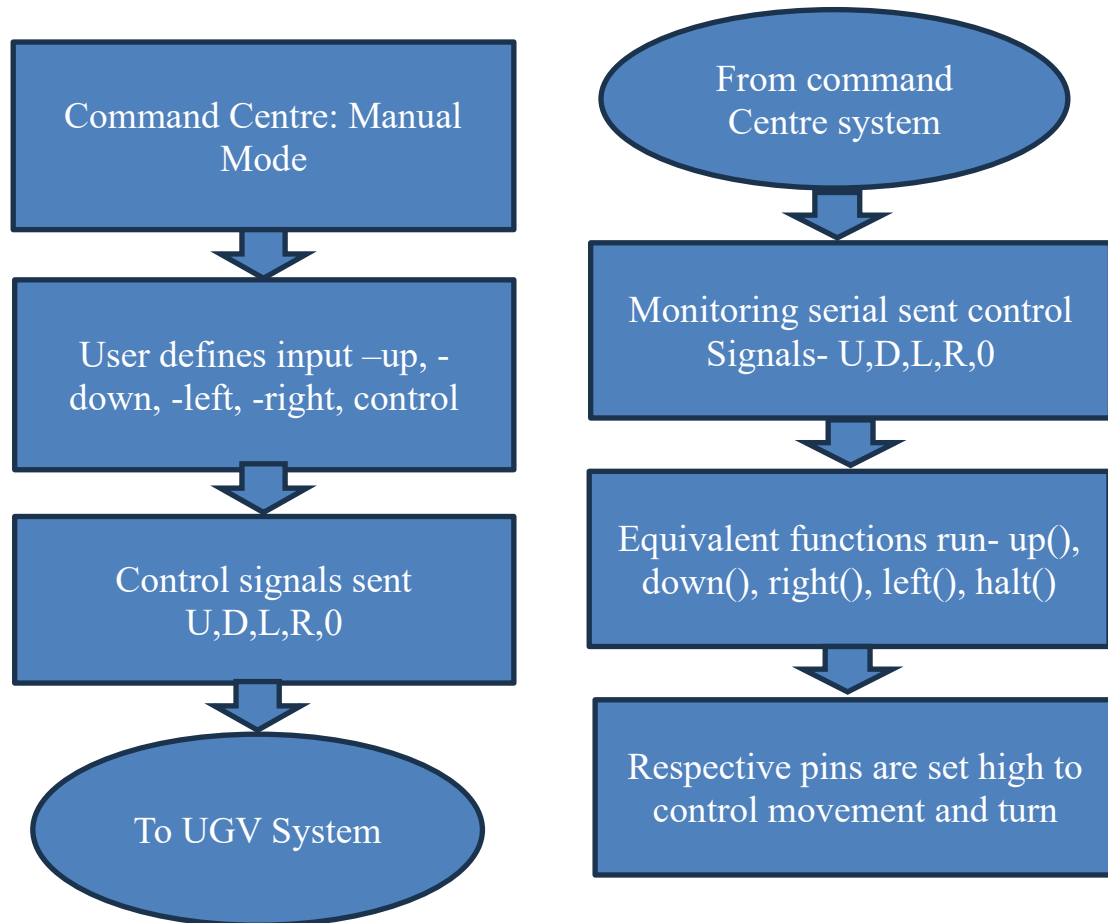 Command Centre: Manual
Mode
User defines input –up, -
down, -left, -right, control
Control signals sent
U,D,L,R,0
To UGV System
From command
Centre system
Monitoring serial sent control
Signals- U,D,L,R,0
Equivalent functions run- up(),
down(), right(), left(), halt()
Respective pins are set high to
control movement and turn